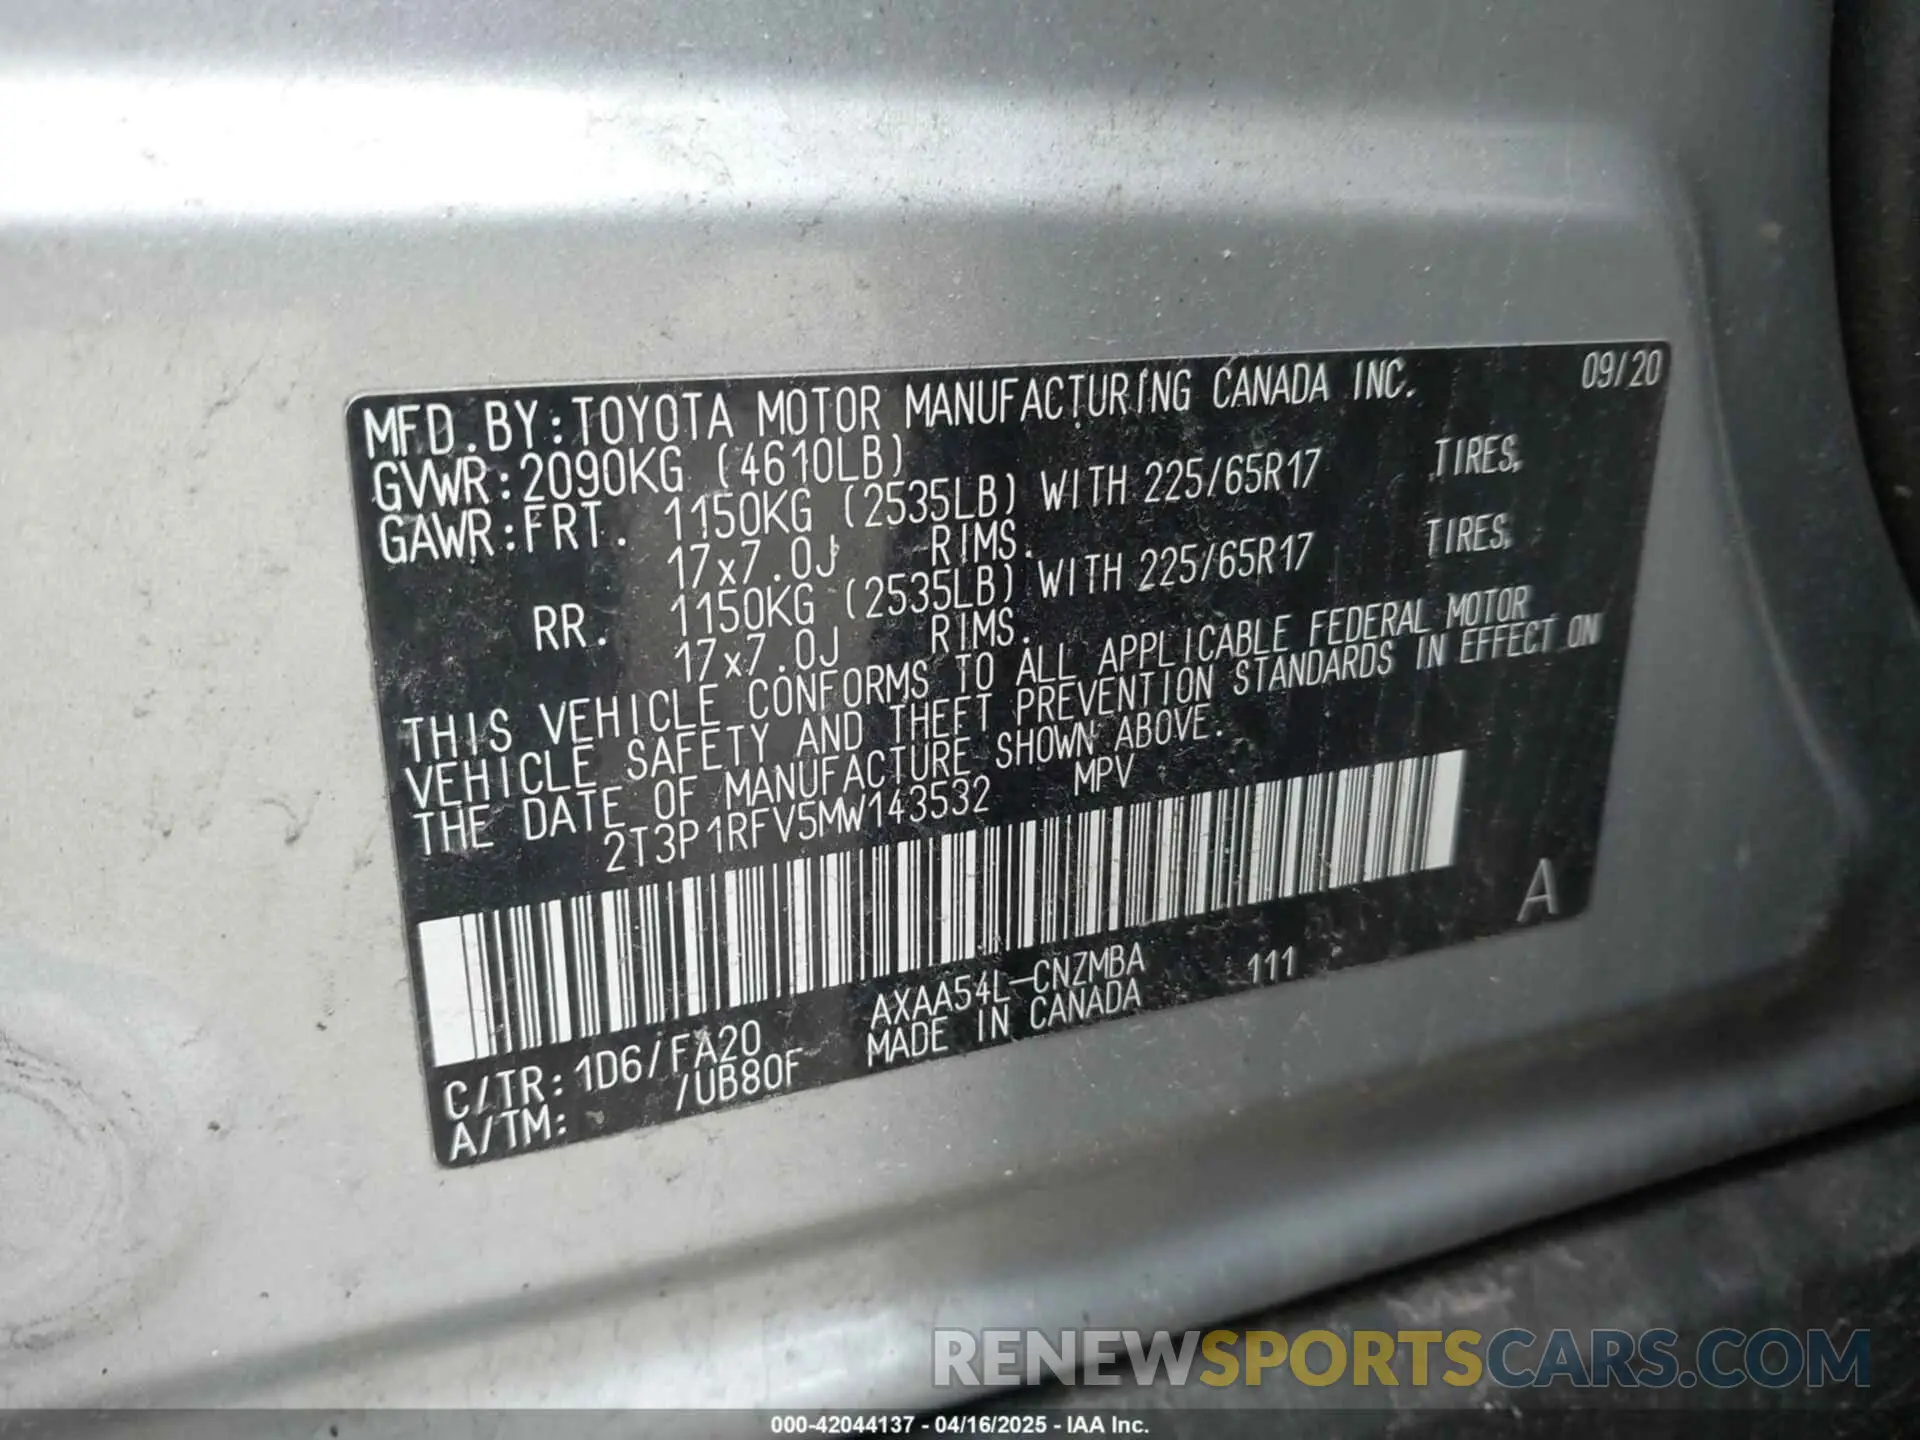 MFD.BY:TOYOTA MOTOR MANUFACTURING CANADA INC. 09/20
GVWR:2090KG (4610LB)
GAWR:FRT. 1150KG (2535LB) WITH 225/65R17 TIRES,
17x7.0J RIMS.
RR. 1150KG (2535LB) WITH 225/65R17 TIRES,
17x7.0J RIMS.
THIS VEHICLE CONFORMS TO ALL APPLICABLE FEDERAL MOTOR
VEHICLE SAFETY AND THEFT PREVENTION STANDARDS IN EFFECT ON
THE DATE OF MANUFACTURE SHOWN ABOVE.
2T3P1RFV5MW143532 MPV
A
C/TR:1D6/FA20 AXAA54L-CNZMBA 111
A/TM: /UB80F MADE IN CANADA
RENEWSPORTSCARS.COM
000-42044137 - 04/16/2025 - IAA Inc.